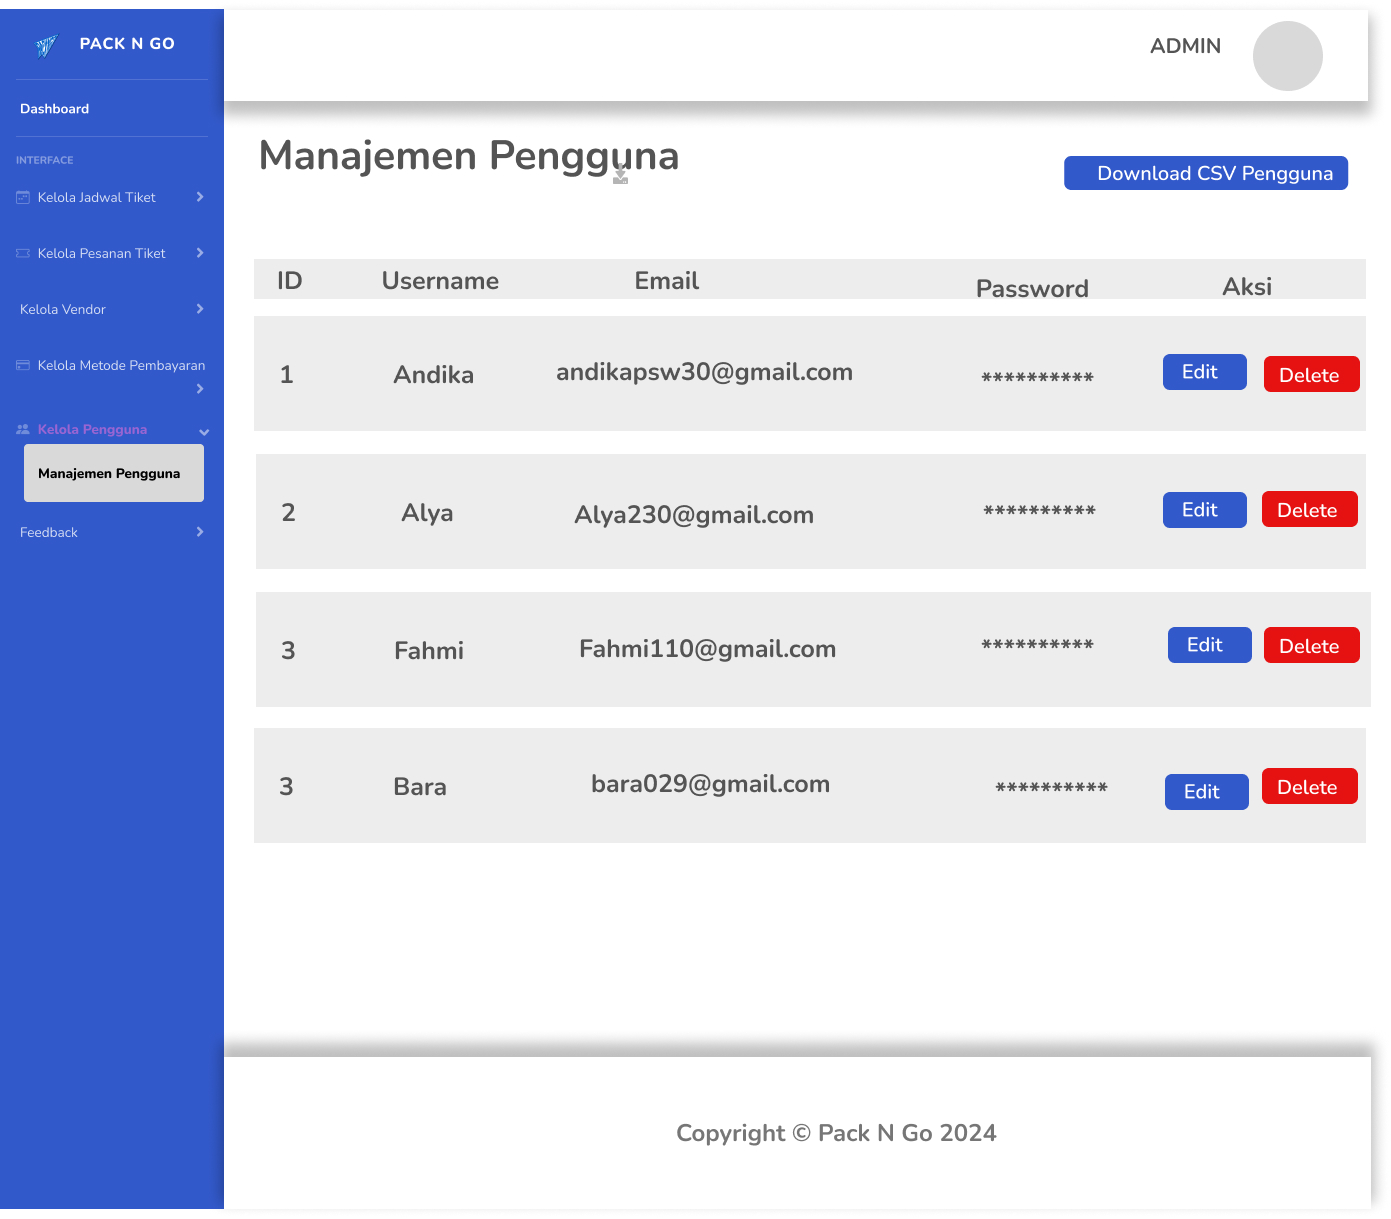 PACK N GO
ADMIN
Dashboard
INTERFACE
Kelola Jadwal Tiket
Kelola Pesanan Tiket
Kelola Vendor
Kelola Metode Pembayaran
Kelola Pengguna
Manajemen Pengguna
Feedback
Manajemen Pengguna
Download CSV Pengguna
ID Username Email Password Aksi
1 Andika andikapsw30@gmail.com ********** Edit Delete
2 Alya Alya230@gmail.com ********** Edit Delete
3 Fahmi Fahmi110@gmail.com ********** Edit Delete
3 Bara bara029@gmail.com ********** Edit Delete
Copyright © Pack N Go 2024